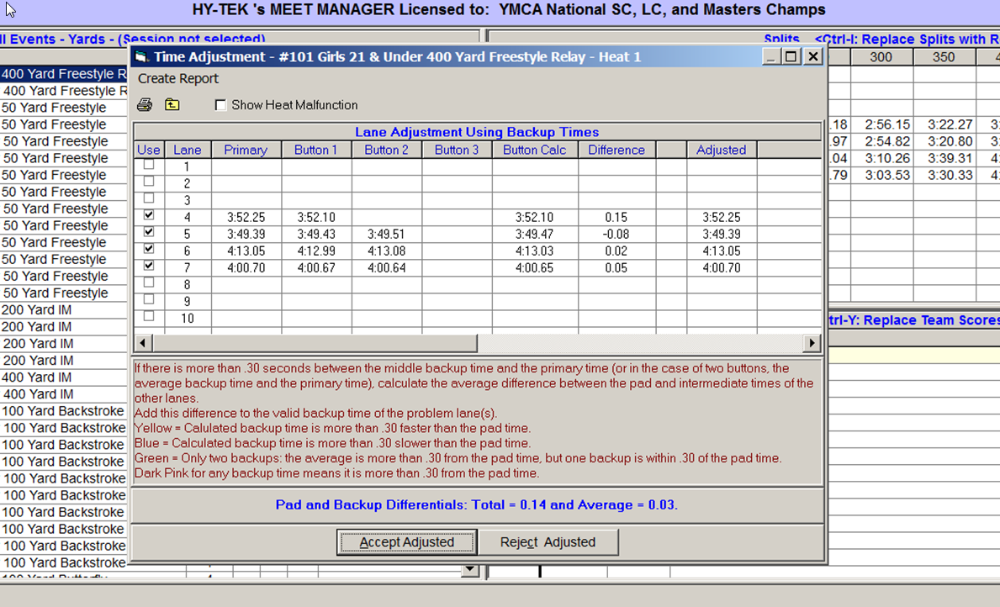 HY-TEK 's MEET MANAGER Licensed to: YMCA National SC, LC, and Masters Champs
ll Events - Yards - (Session not selected)
Splits <Ctrl-I: Replace Splits with R
Time Adjustment - #101 Girls 21 & Under 400 Yard Freestyle Relay - Heat 1
300 350 4
Create Report
Show Heat Malfunction
Lane Adjustment Using Backup Times
Use Lane Primary Button 1 Button 2 Button 3 Button Calc Difference Adjusted
1
2
3
4 3:52.25 3:52.10 3:52.10 0.15 3:52.25
5 3:49.39 3:49.43 3:49.51 3:49.47 -0.08 3:49.39
6 4:13.05 4:12.99 4:13.08 4:13.03 0.02 4:13.05
7 4:00.70 4:00.67 4:00.64 4:00.65 0.05 4:00.70
8
9
10
If there is more than .30 seconds between the middle backup time and the primary time (or in the case of two buttons, the
average backup time and the primary time), calculate the average difference between the pad and intermediate times of the
other lanes.
Add this difference to the valid backup time of the problem lane(s).
Yellow = Calulated backup time is more than .30 faster than the pad time.
Blue = Calculated backup time is more than .30 slower than the pad time.
Green = Only two backups: the average is more than .30 from the pad time, but one backup is within .30 of the pad time.
Dark Pink for any backup time means it is more than .30 from the pad time.
Pad and Backup Differentials: Total = 0.14 and Average = 0.03.
Accept Adjusted Reject Adjusted
400 Yard Freestyle R
400 Yard Freestyle R
50 Yard Freestyle
50 Yard Freestyle
50 Yard Freestyle
50 Yard Freestyle
50 Yard Freestyle
50 Yard Freestyle
50 Yard Freestyle
50 Yard Freestyle
50 Yard Freestyle
50 Yard Freestyle
50 Yard Freestyle
50 Yard Freestyle
200 Yard IM
200 Yard IM
200 Yard IM
200 Yard IM
400 Yard IM
400 Yard IM
100 Yard Backstroke
100 Yard Backstroke
100 Yard Backstroke
100 Yard Backstroke
100 Yard Backstroke
100 Yard Backstroke
100 Yard Backstroke
100 Yard Backstroke
100 Yard Backstroke
100 Yard Backstroke
100 Yard Butterfly
.18 2:56.15 3:22.27 3:
.97 2:54.82 3:20.80 3:
.04 3:10.26 3:39.31 4:
.79 3:03.53 3:30.33 4:
trl-Y: Replace Team Scores